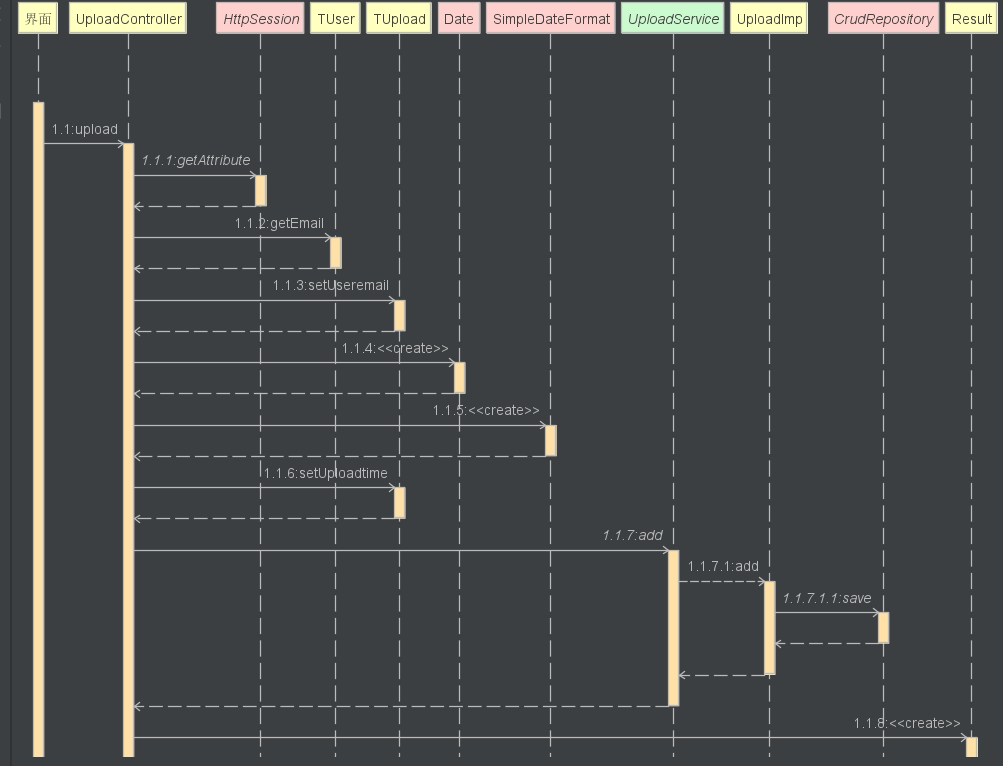 界面 UploadController HttpSession TUser TUpload Date SimpleDateFormat UploadService UploadImp CrudRepository Result
1.1:upload
1.1.1:getAttribute
1.1.2:getEmail
1.1.3:setUseremail
1.1.4:<<create>>
1.1.5:<<create>>
1.1.6:setUploadtime
1.1.7:add
1.1.7.1:add
1.1.7.1.1:save
1.1.8:<<create>>